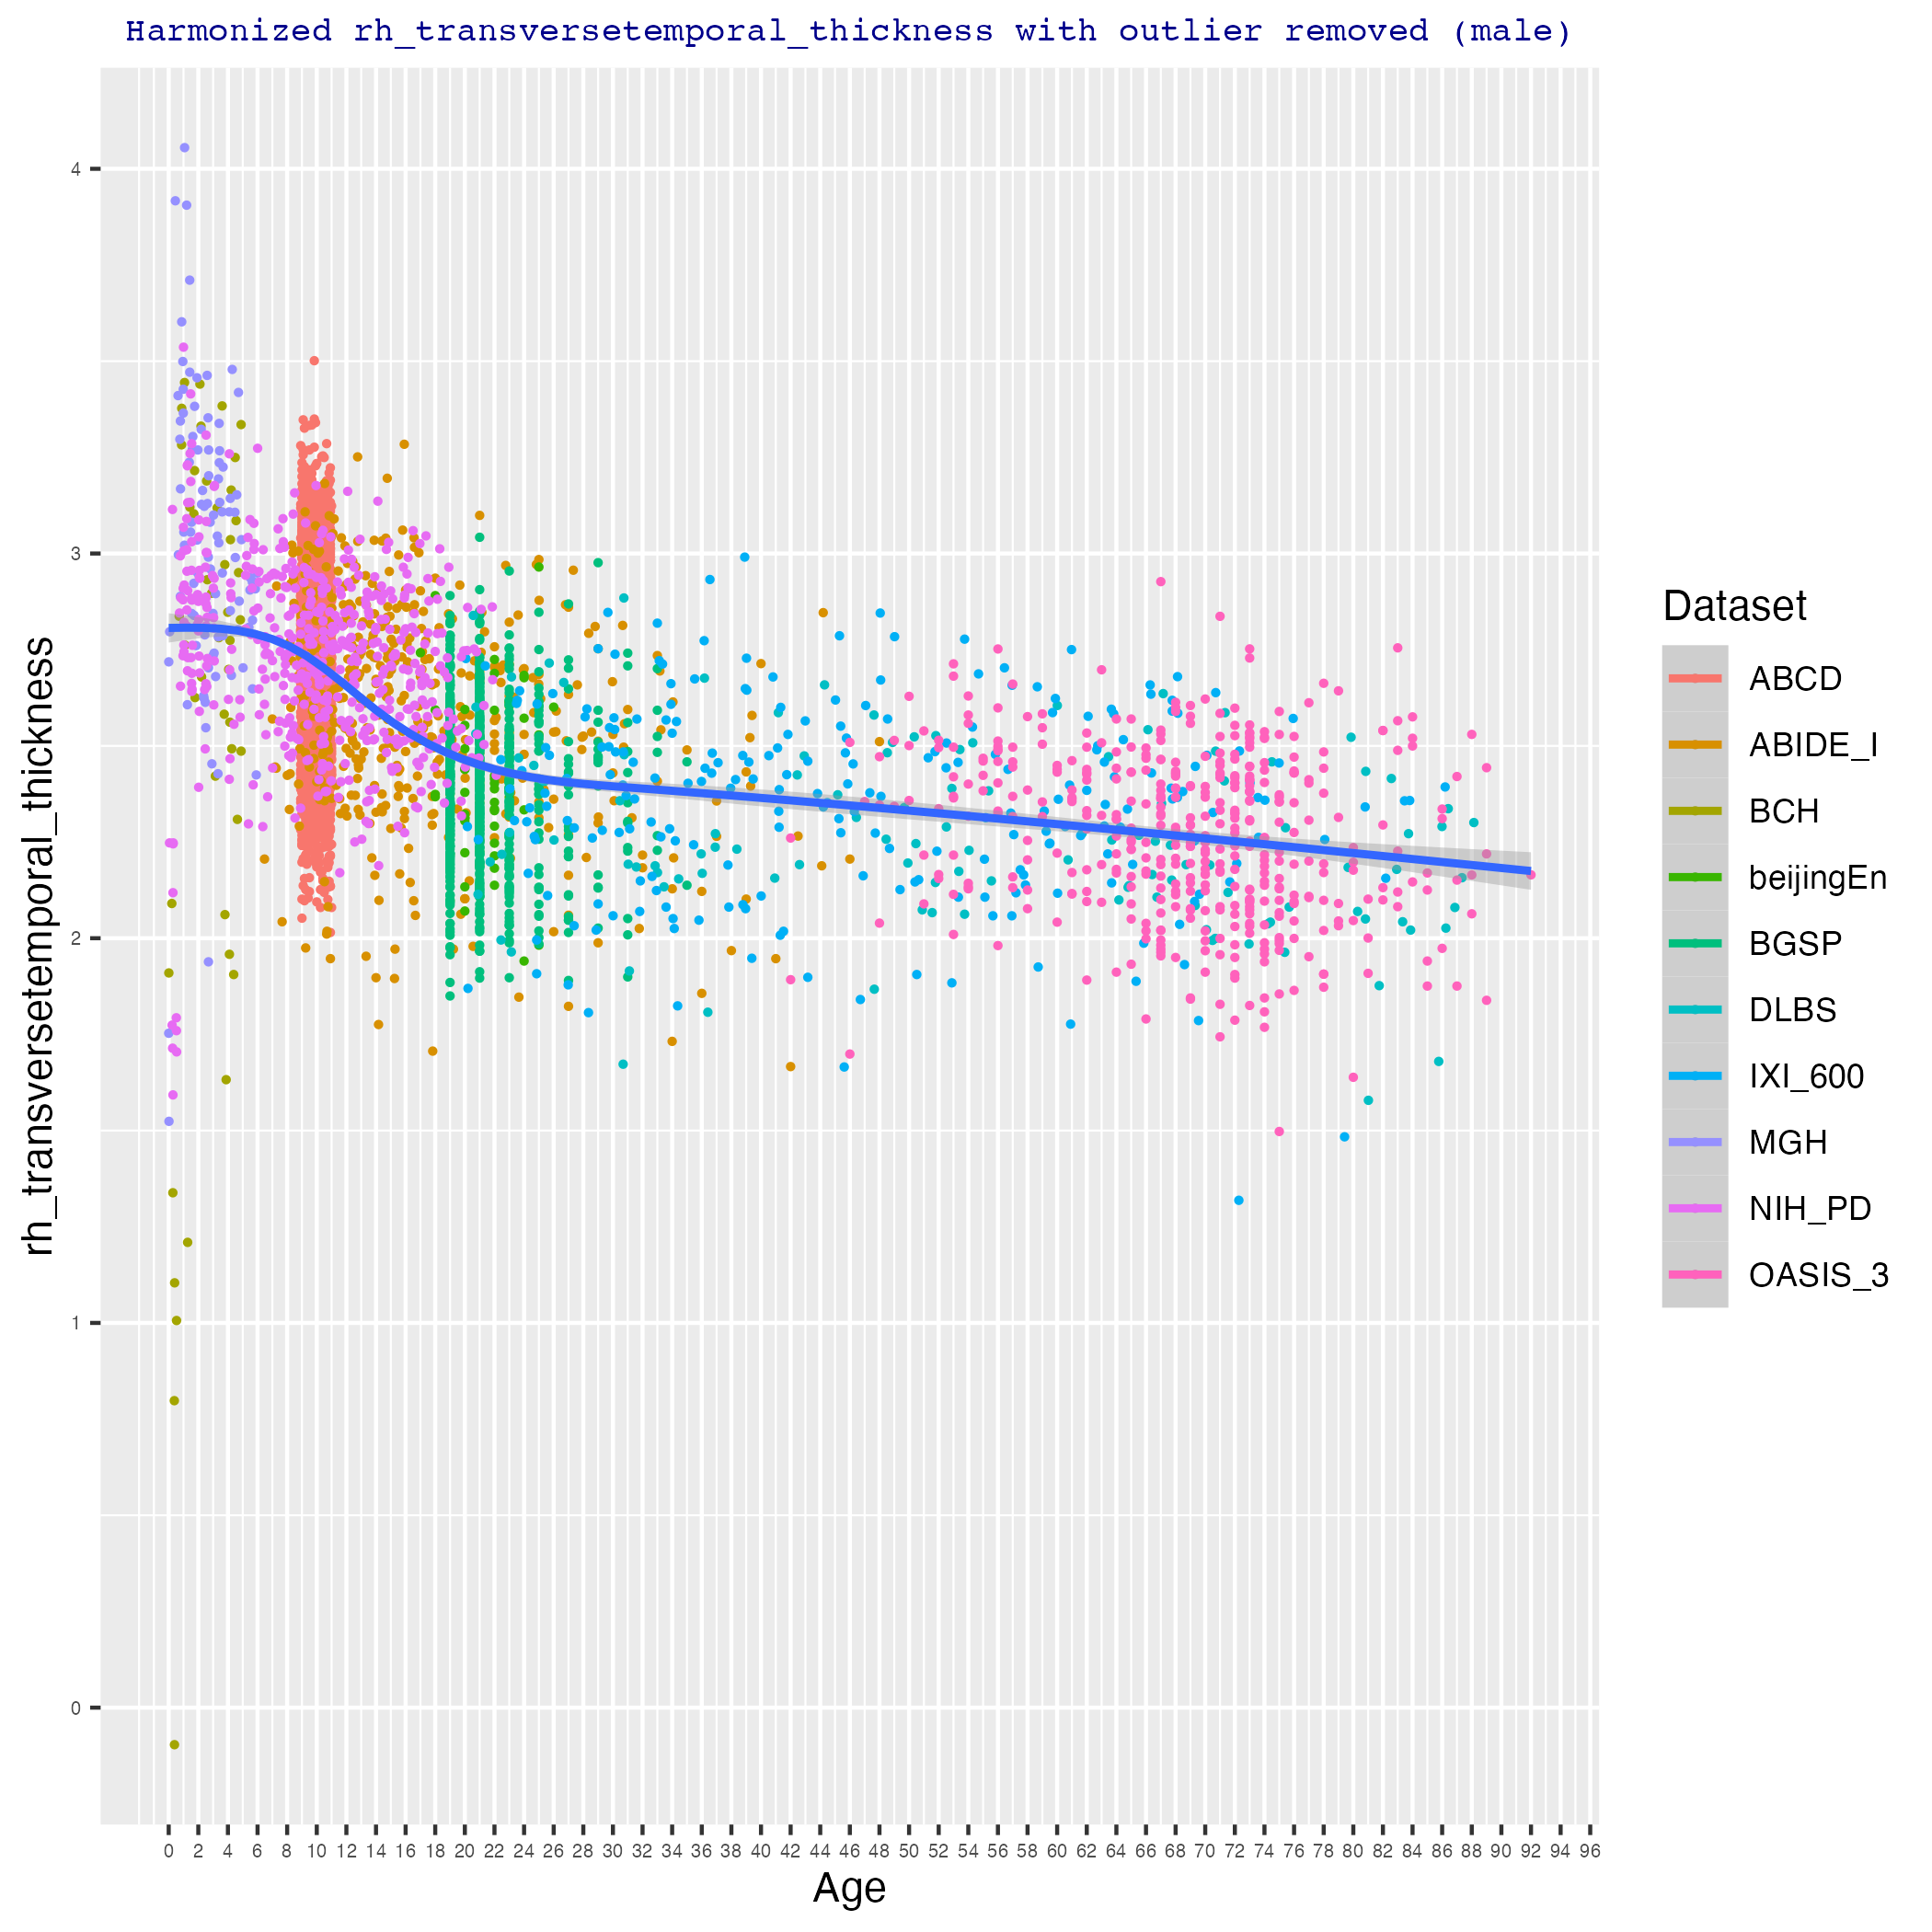 Harmonized rh_transversetemporal_thickness with outlier removed (male)
rh_transversetemporal_thickness
4
3
2
1
0
0 2 4 6 8 10 12 14 16 18 20 22 24 26 28 30 32 34 36 38 40 42 44 46 48 50 52 54 56 58 60 62 64 66 68 70 72 74 76 78 80 82 84 86 88 90 92 94 96
Age
Dataset
ABCD
ABIDE_I
BCH
beijingEn
BGSP
DLBS
IXI_600
MGH
NIH_PD
OASIS_3